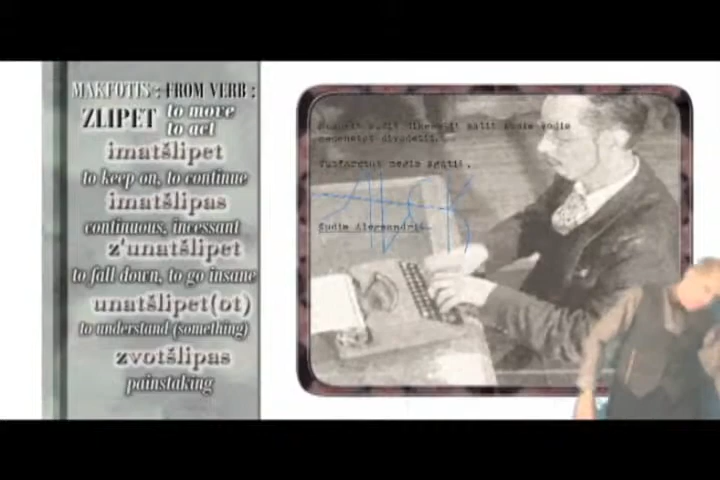 MAKFOTIS : FROM VERB :
ZLIPET to move
to act
imatšlipet
to keep on, to continue
imatšlipas
continuous, incessant
z'unatšlipet
to fall down, to go insane
unatšlipet(ot)
to understand (something)
zvotšlipas
painstaking